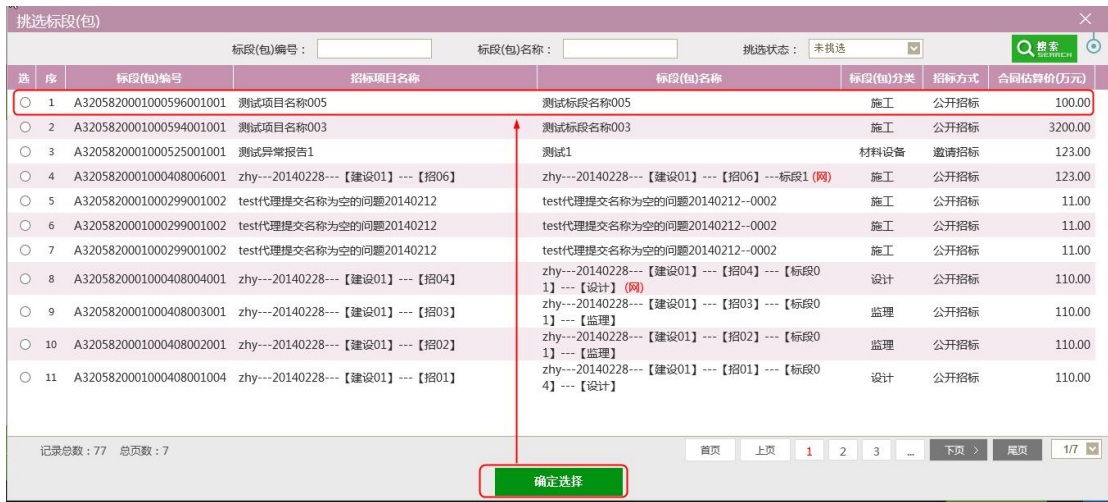 挑选标段(包)
标段(包)编号： 标段(包)名称： 挑选状态： 未挑选 搜索 SEARCH
选 序 标段(包)编号 招标项目名称 标段(包)名称 标段(包)分类 招标方式 合同估算价(万元)
1 A3205820001000596001001 测试项目名称005 测试标段名称005 施工 公开招标 100.00
2 A3205820001000594001001 测试项目名称003 测试标段名称003 施工 公开招标 3200.00
3 A3205820001000525001001 测试异常报告1 测试1 材料设备 邀请招标 123.00
4 A3205820001000408006001 zhy---20140228---【建设01】---【招06】 zhy---20140228---【建设01】---【招06】---标段1 (网) 施工 公开招标 123.00
5 A3205820001000299001002 test代理提交名称为空的问题20140212 test代理提交名称为空的问题20140212--0002 施工 公开招标 11.00
6 A3205820001000299001002 test代理提交名称为空的问题20140212 test代理提交名称为空的问题20140212--0002 施工 公开招标 11.00
7 A3205820001000299001002 test代理提交名称为空的问题20140212 test代理提交名称为空的问题20140212--0002 施工 公开招标 11.00
zhy---20140228---【建设01】---【招04】---【标段0
8 A3205820001000408004001 zhy---20140228---【建设01】---【招04】 设计 公开招标 110.00
1】---【设计】 (网)
zhy---20140228---【建设01】---【招03】---【标段0
9 A3205820001000408003001 zhy---20140228---【建设01】---【招03】 监理 公开招标 110.00
1】---【监理】
zhy---20140228---【建设01】---【招02】---【标段0
10 A3205820001000408002001 zhy---20140228---【建设01】---【招02】 监理 公开招标 110.00
1】---【监理】
zhy---20140228---【建设01】---【招01】---【标段0
11 A3205820001000408001004 zhy---20140228---【建设01】---【招01】 设计 公开招标 110.00
4】---【设计】
记录总数：77 总页数：7 首页 上页 1 2 3 ... 下页 > 尾页 1/7
确定选择